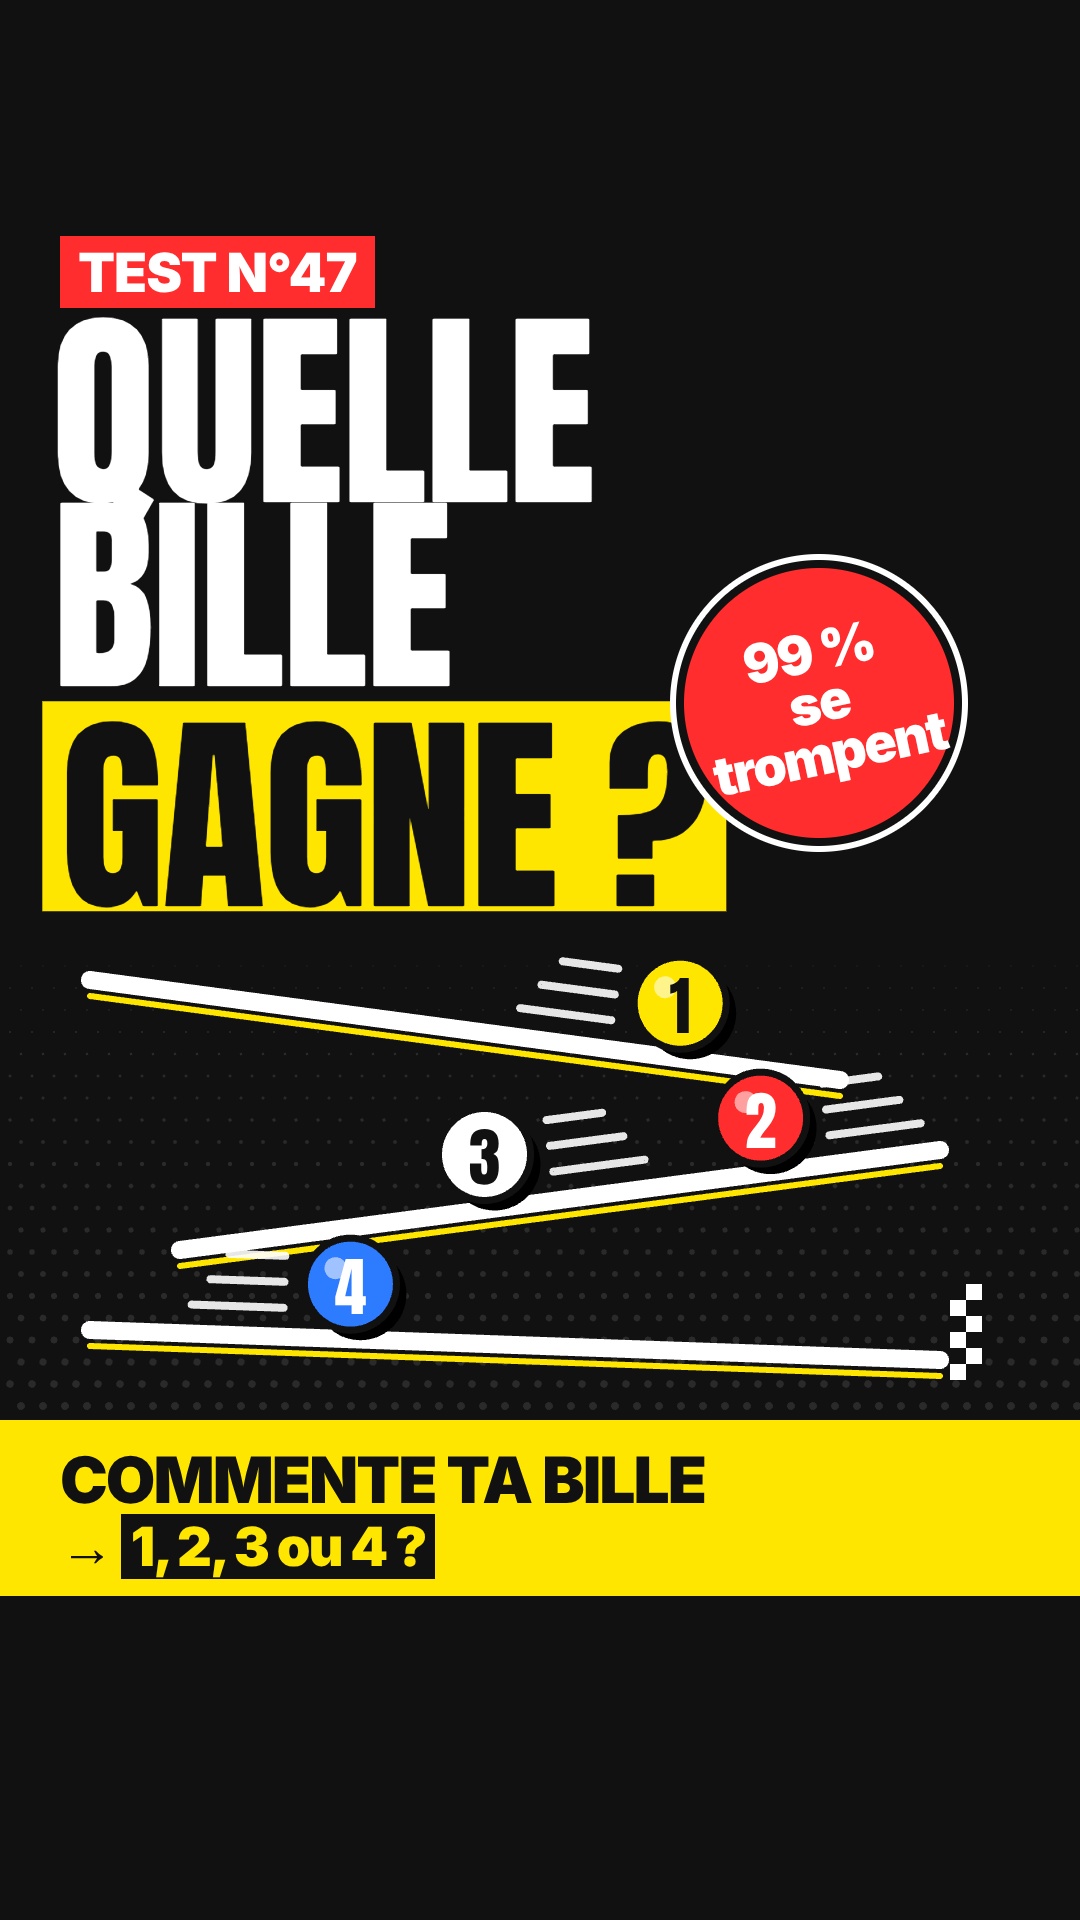 TEST N°47
QUELLE
BILLE
GAGNE ?
99 %
se
trompent
1
2
3
4
COMMENTE TA BILLE
→ 1, 2, 3 ou 4 ?